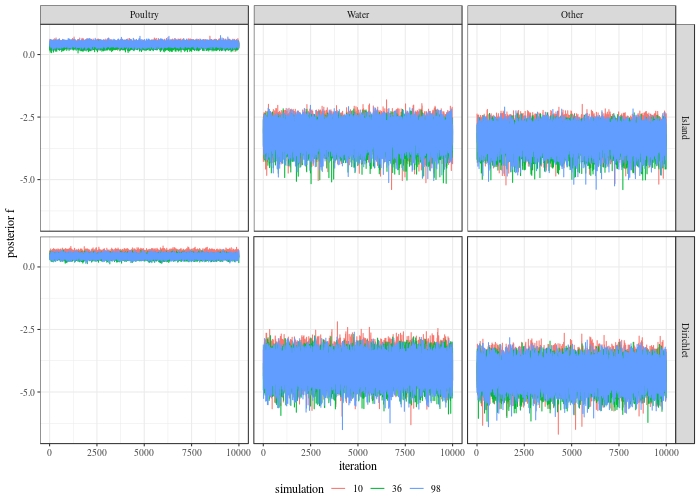 Poultry Water Other
0.0
-2.5
-5.0
Island
0.0
-2.5
-5.0
Dirichlet
posterior f
0 2500 5000 7500 10000 0 2500 5000 7500 10000 0 2500 5000 7500 10000
iteration
simulation 10 36 98